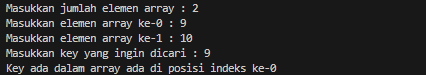 Masukkan jumlah elemen array : 2
Masukkan elemen array ke-0 : 9
Masukkan elemen array ke-1 : 10
Masukkan key yang ingin dicari : 9
Key ada dalam array ada di posisi indeks ke-0